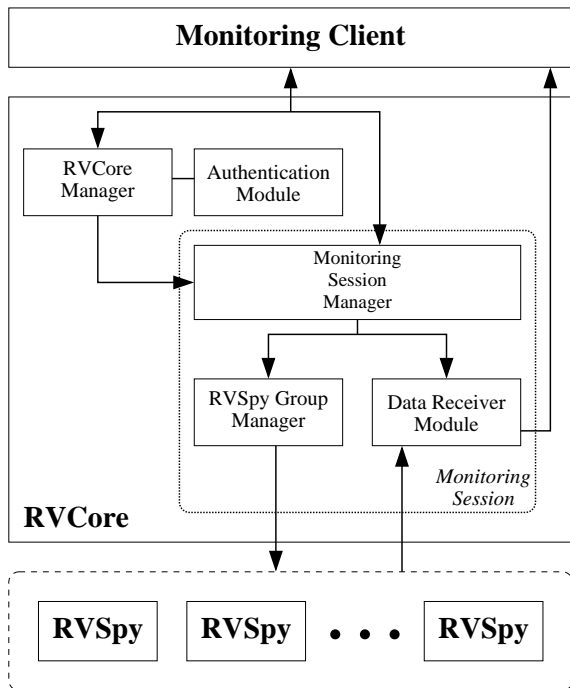 Monitoring Client
RVCore
Manager
Authentication
Module
Monitoring
Session
Manager
RVSpy Group
Manager
Data Receiver
Module
Monitoring
Session
RVCore
RVSpy
RVSpy
RVSpy